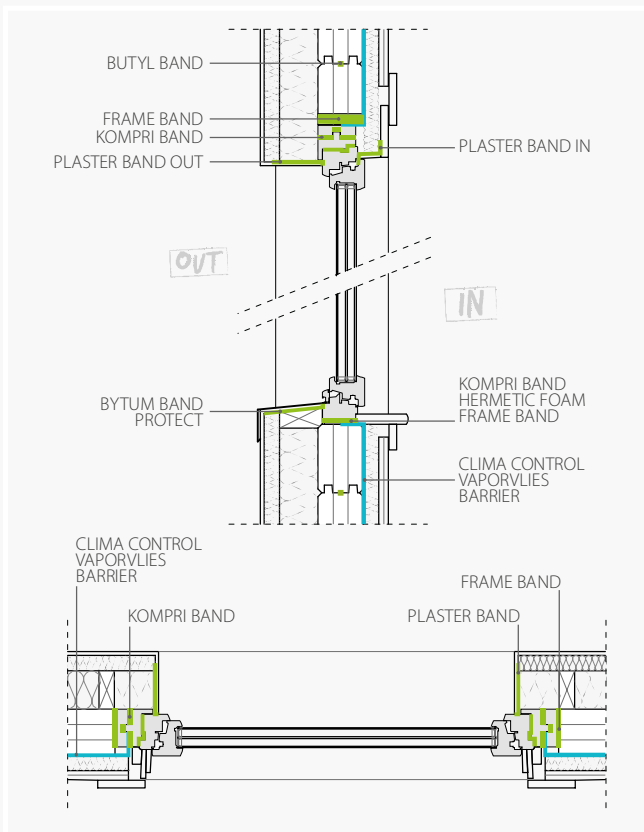 BUTYL BAND
FRAME BAND
KOMPRI BAND
PLASTER BAND OUT
PLASTER BAND IN
OUT
IN
BYTUM BAND
PROTECT
KOMPRI BAND
HERMETIC FOAM
FRAME BAND
CLIMA CONTROL
VAPORVLIES
BARRIER
CLIMA CONTROL
VAPORVLIES
BARRIER
KOMPRI BAND
PLASTER BAND
FRAME BAND